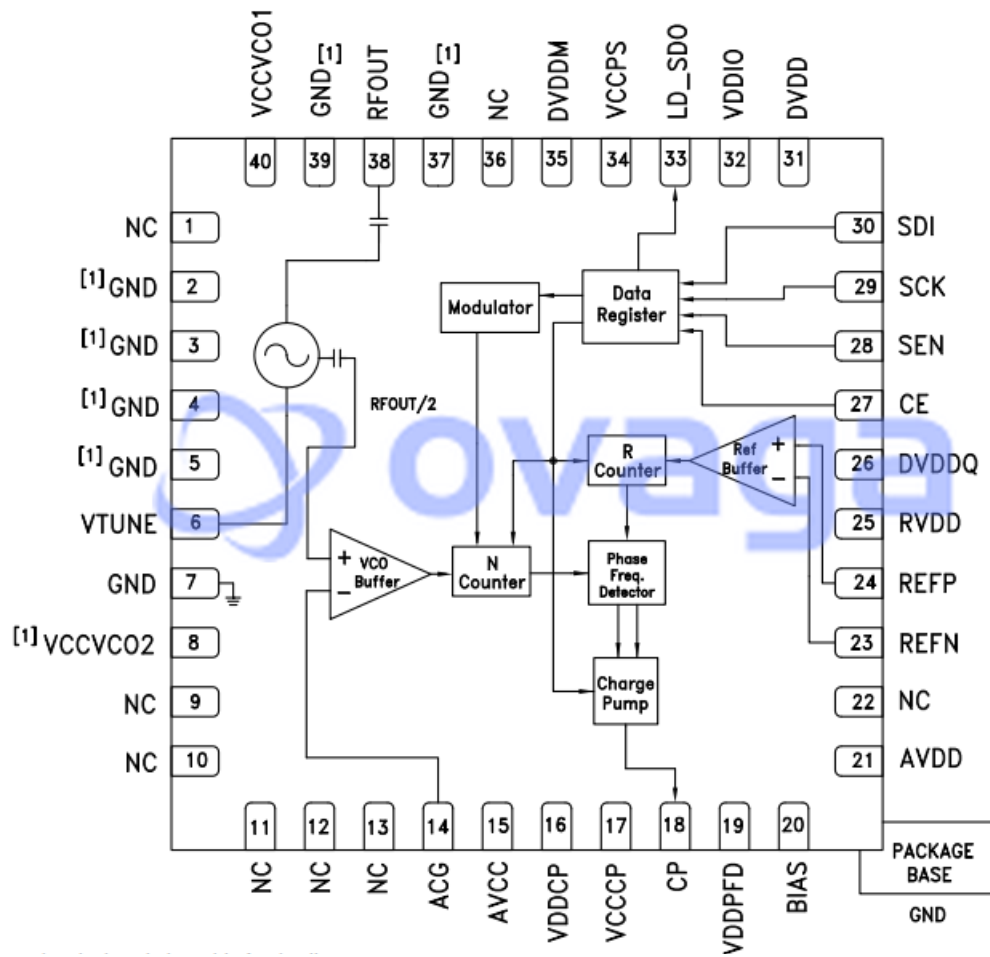 VCCVCO1
GND[1]
RFOUT
GND[1]
NC
DVDDM
VCCPS
LD_SDO
VDDIO
DVDD
40 39 38 37 36 35 34 33 32 31
NC 1
[1]GND 2
[1]GND 3
[1]GND 4
[1]GND 5
VTUNE 6
GND 7
[1]VCCVCO2 8
NC 9
NC 10
30 SDI
29 SCK
28 SEN
27 CE
26 DVDDQ
25 RVDD
24 REFP
23 REFN
22 NC
21 AVDD
Modulator
Data
Register
RFOUT/2
R
Counter
+
Ref
Buffer
−
+
VCO
Buffer
−
N
Counter
Phase
Freq.
Detector
Charge
Pump
ovaga
11 12 13 14 15 16 17 18 19 20
NC
NC
NC
ACG
AVCC
VDDCP
VCCCP
CP
VDDPFD
BIAS
PACKAGE
BASE
GND